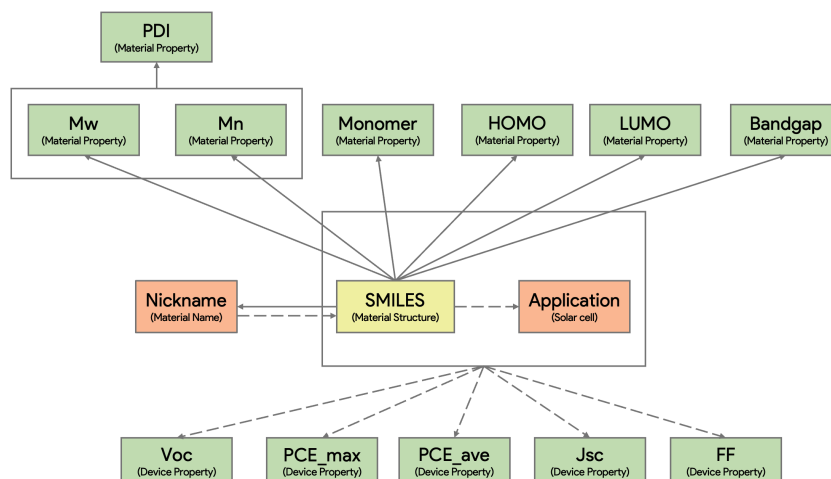 PDI
(Material Property)
Mw
(Material Property)
Mn
(Material Property)
Monomer
(Material Property)
HOMO
(Material Property)
LUMO
(Material Property)
Bandgap
(Material Property)
Nickname
(Material Name)
SMILES
(Material Structure)
Application
(Solar cell)
Voc
(Device Property)
PCE_max
(Device Property)
PCE_ave
(Device Property)
Jsc
(Device Property)
FF
(Device Property)